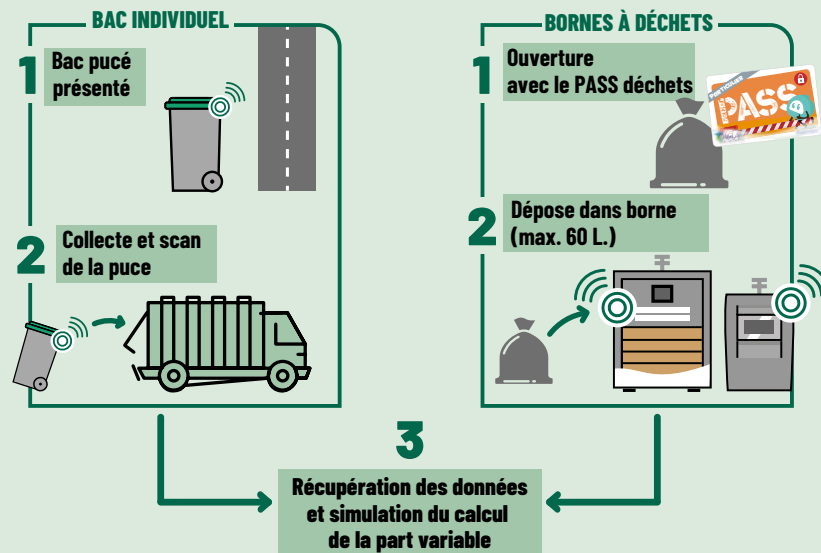 BAC INDIVIDUEL
1
Bac pucé
présenté
2
Collecte et scan
de la puce
BORNES À DÉCHETS
1
Ouverture
avec le PASS déchets
PARTICULIER
PASS
2
Dépose dans borne
(max. 60 L.)
3
Récupération des données
et simulation du calcul
de la part variable